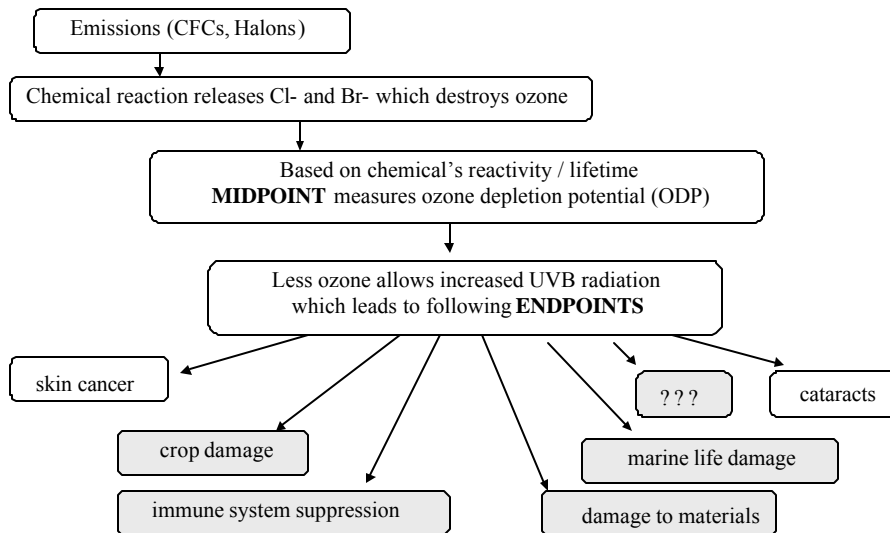 Emissions (CFCs, Halons)
Chemical reaction releases Cl- and Br- which destroys ozone
Based on chemical's reactivity / lifetime
MIDPOINT measures ozone depletion potential (ODP)
Less ozone allows increased UVB radiation
which leads to following ENDPOINTS
skin cancer
? ? ?
cataracts
crop damage
marine life damage
immune system suppression
damage to materials